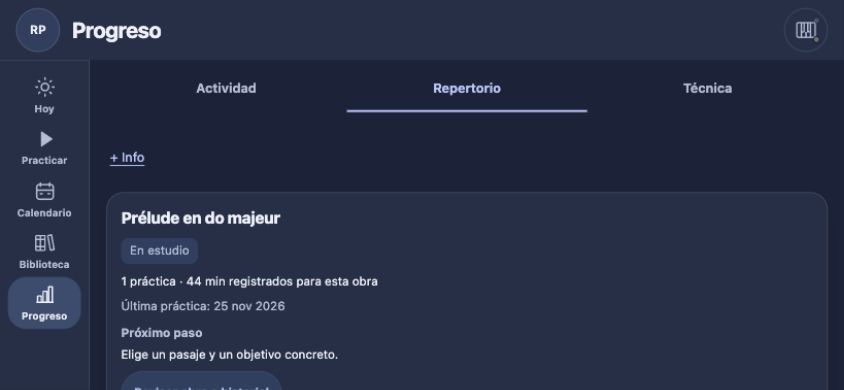 RP
Progreso
Hoy
Practicar
Calendario
Biblioteca
Progreso
Actividad
Repertorio
Técnica
+ Info
Prélude en do majeur
En estudio
1 práctica · 44 min registrados para esta obra
Última práctica: 25 nov 2026
Próximo paso
Elige un pasaje y un objetivo concreto.